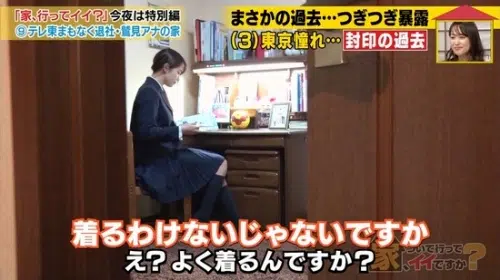 「家、行ってイイ？」今夜は特別編
⑨テレ東まもなく退社・鷲見アナの家
まさかの過去…つぎつぎ暴露
(3)東京憧れ… 封印の過去
着るわけないじゃないですか
え？よく着るんですか？
家、ついて行ってイイですか？